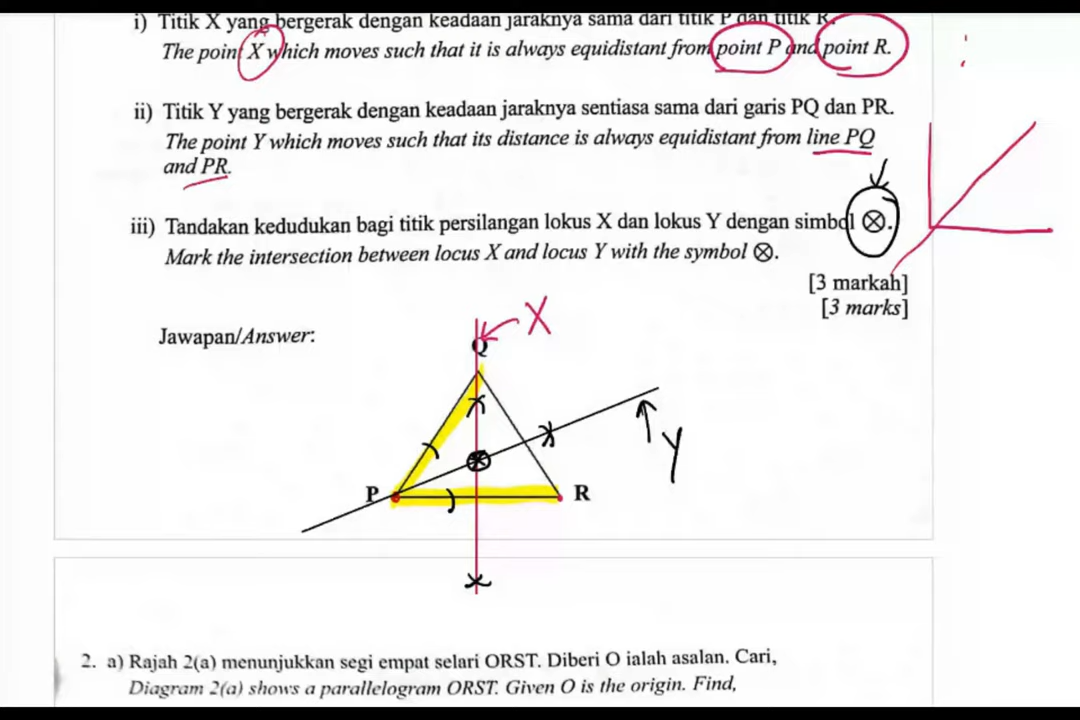 i) Titik X yang bergerak dengan keadaan jaraknya sama dari titik P dan titik R.
The point X which moves such that it is always equidistant from point P and point R.
ii) Titik Y yang bergerak dengan keadaan jaraknya sentiasa sama dari garis PQ dan PR.
The point Y which moves such that its distance is always equidistant from line PQ
and PR.
iii) Tandakan kedudukan bagi titik persilangan lokus X dan lokus Y dengan simbol ⊗.
Mark the intersection between locus X and locus Y with the symbol ⊗.
[3 markah]
[3 marks]
Jawapan/Answer:
X
Q
Y
P
R
2. a) Rajah 2(a) menunjukkan segi empat selari ORST. Diberi O ialah asalan. Cari,
Diagram 2(a) shows a parallelogram ORST. Given O is the origin. Find,